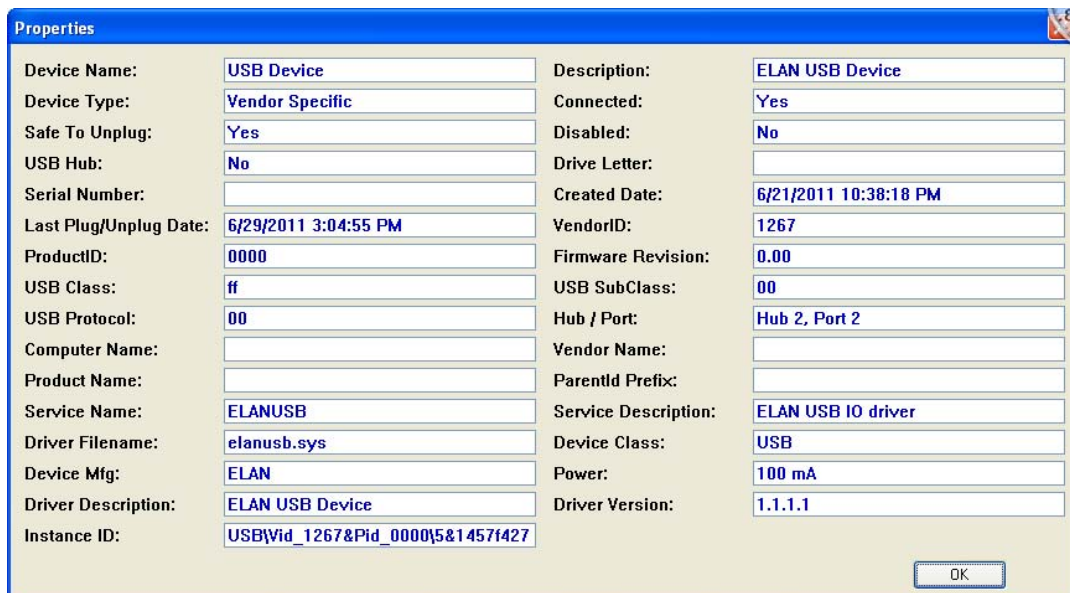 Properties
Device Name: USB Device Description: ELAN USB Device
Device Type: Vendor Specific Connected: Yes
Safe To Unplug: Yes Disabled: No
USB Hub: No Drive Letter:
Serial Number: Created Date: 6/21/2011 10:38:18 PM
Last Plug/Unplug Date: 6/29/2011 3:04:55 PM VendorID: 1267
ProductID: 0000 Firmware Revision: 0.00
USB Class: ff USB SubClass: 00
USB Protocol: 00 Hub / Port: Hub 2, Port 2
Computer Name: Vendor Name:
Product Name: ParentId Prefix:
Service Name: ELANUSB Service Description: ELAN USB IO driver
Driver Filename: elanusb.sys Device Class: USB
Device Mfg: ELAN Power: 100 mA
Driver Description: ELAN USB Device Driver Version: 1.1.1.1
Instance ID: USB\Vid_1267&Pid_0000\5&1457f427
OK